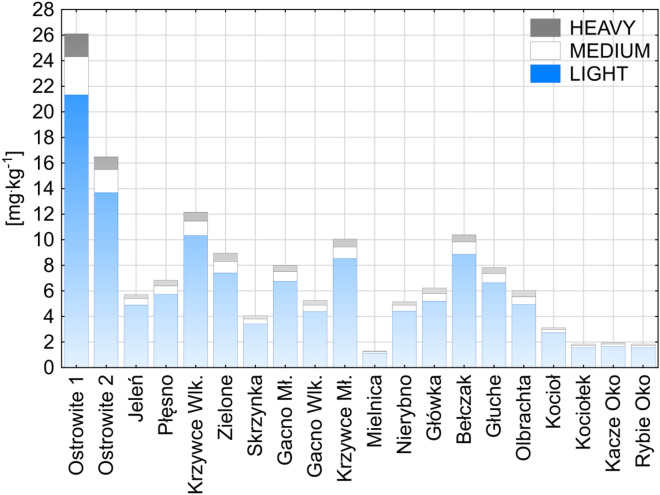 28
26
24
22
20
18
16
14
12
10
8
6
4
2
0
[mg·kg-1]
HEAVY
MEDIUM
LIGHT
Ostrowite 1
Ostrowite 2
Jeleń
Płęsno
Krzywce Wlk.
Zielone
Skrzynka
Gacno Mł.
Gacno Wlk.
Krzywce Mł.
Mielnica
Nierybno
Główka
Bełczak
Głuche
Olbrachta
Kocioł
Kociołek
Kacze Oko
Rybie Oko